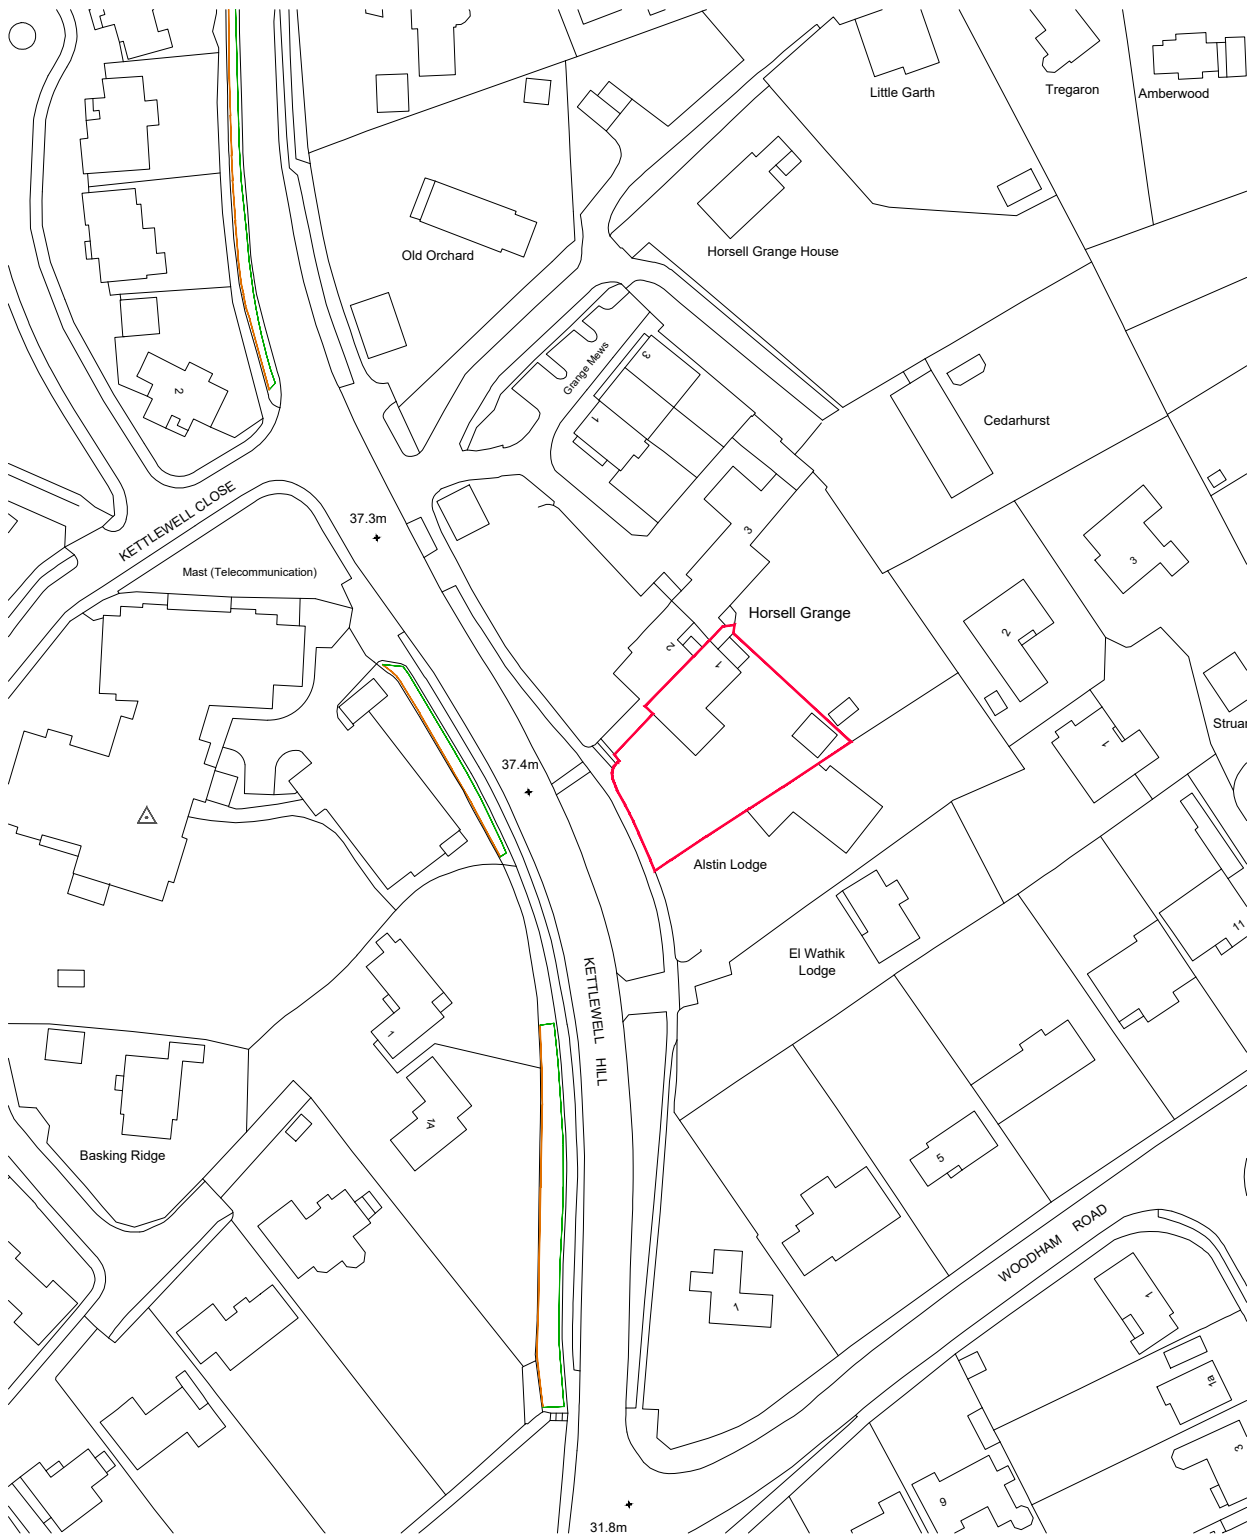 Little Garth
Tregaron
Amberwood
Old Orchard
Horsell Grange House
Grange Mews
3
1
2
Cedarhurst
KETTLEWELL CLOSE
37.3m
Mast (Telecommunication)
3
3
Horsell Grange
2
2
1
Struan
1
37.4m
Alstin Lodge
El Wathik
Lodge
11
KETTLEWELL HILL
1
1A
Basking Ridge
5
WOODHAM ROAD
7
1
1a
3
9
31.8m